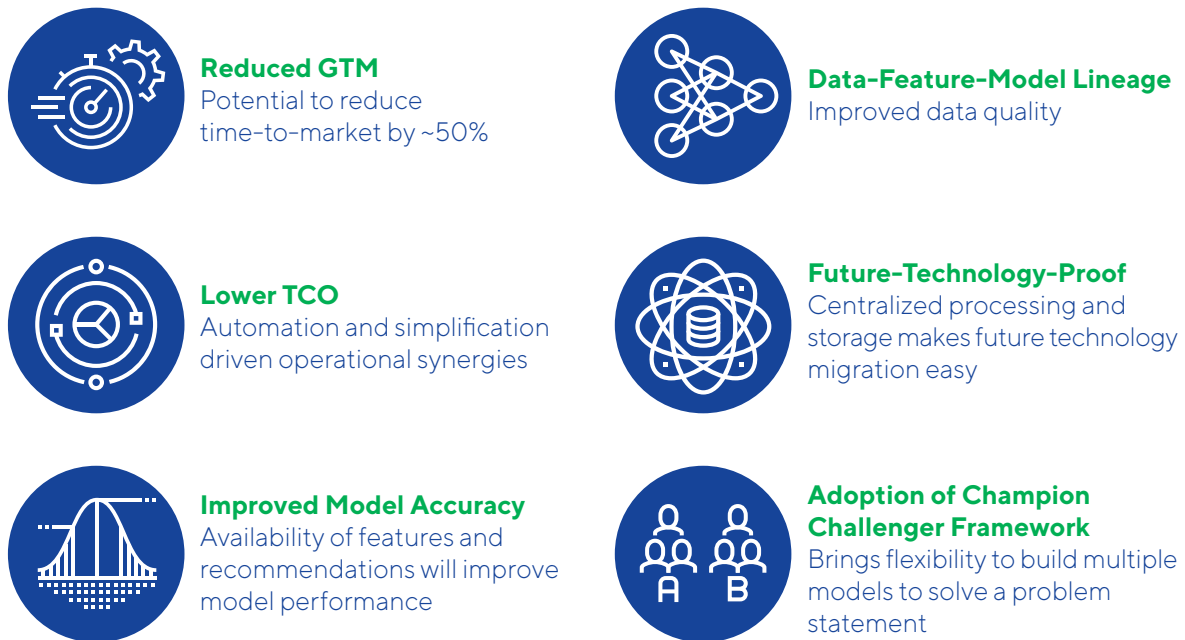 Reduced GTM
Potential to reduce
time-to-market by ~50%
Data-Feature-Model Lineage
Improved data quality
Lower TCO
Automation and simplification
driven operational synergies
Future-Technology-Proof
Centralized processing and
storage makes future technology
migration easy
Improved Model Accuracy
Availability of features and
recommendations will improve
model performance
A B
Adoption of Champion
Challenger Framework
Brings flexibility to build multiple
models to solve a problem
statement